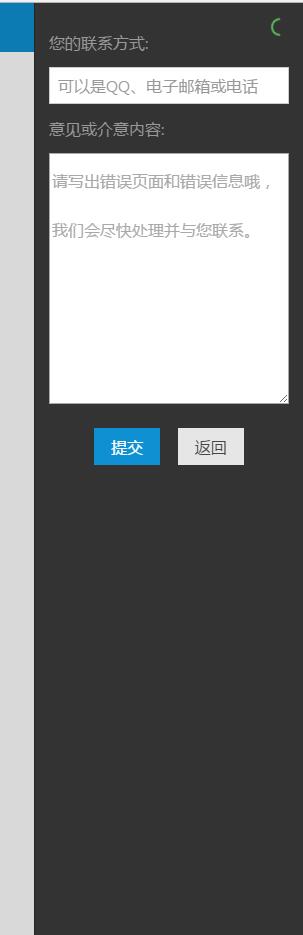 您的联系方式:
可以是QQ、电子邮箱或电话
意见或介意内容:
请写出错误页面和错误信息哦，
我们会尽快处理并与您联系。
提交 返回